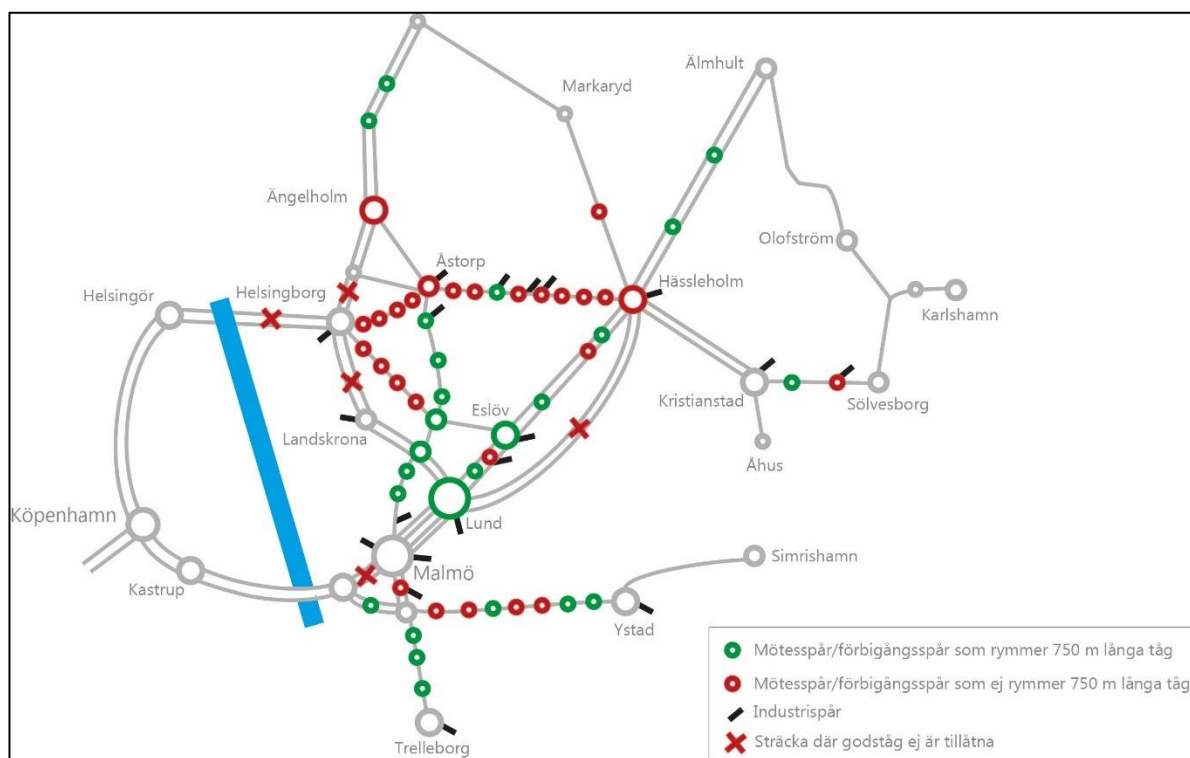 Markaryd
Älmhult
Ängelholm
Olofström
Åstorp
Hässleholm
Helsingör
Helsingborg
Karlshamn
Kristianstad
Sölvesborg
Eslöv
Landskrona
Åhus
Köpenhamn
Lund
Simrishamn
Malmö
Kastrup
Ystad
Trelleborg
Mötesspår/förbigångsspår som rymmer 750 m långa tåg
Mötesspår/förbigångsspår som ej rymmer 750 m långa tåg
Industrispår
Sträcka där godståg ej är tillåtna